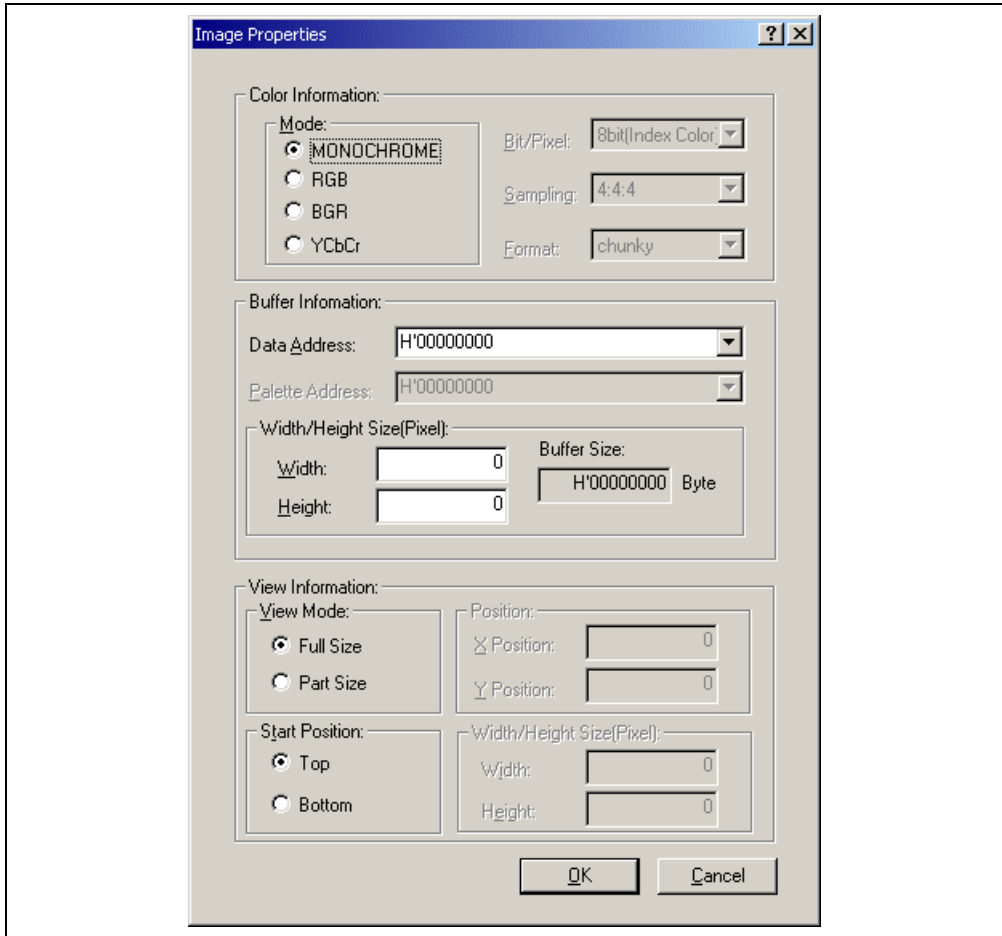 Image Properties
Color Information:
Mode:
MONOCHROME
RGB
BGR
YCbCr
Bit/Pixel: 8bit(Index Color)
Sampling: 4:4:4
Format: chunky
Buffer Infomation:
Data Address: H'00000000
Palette Address: H'00000000
Width/Height Size(Pixel):
Width: 0
Height: 0
Buffer Size:
H'00000000 Byte
View Information:
View Mode:
Full Size
Part Size
Position:
X Position: 0
Y Position: 0
Start Position:
Top
Bottom
Width/Height Size(Pixel):
Width: 0
Height: 0
OK Cancel